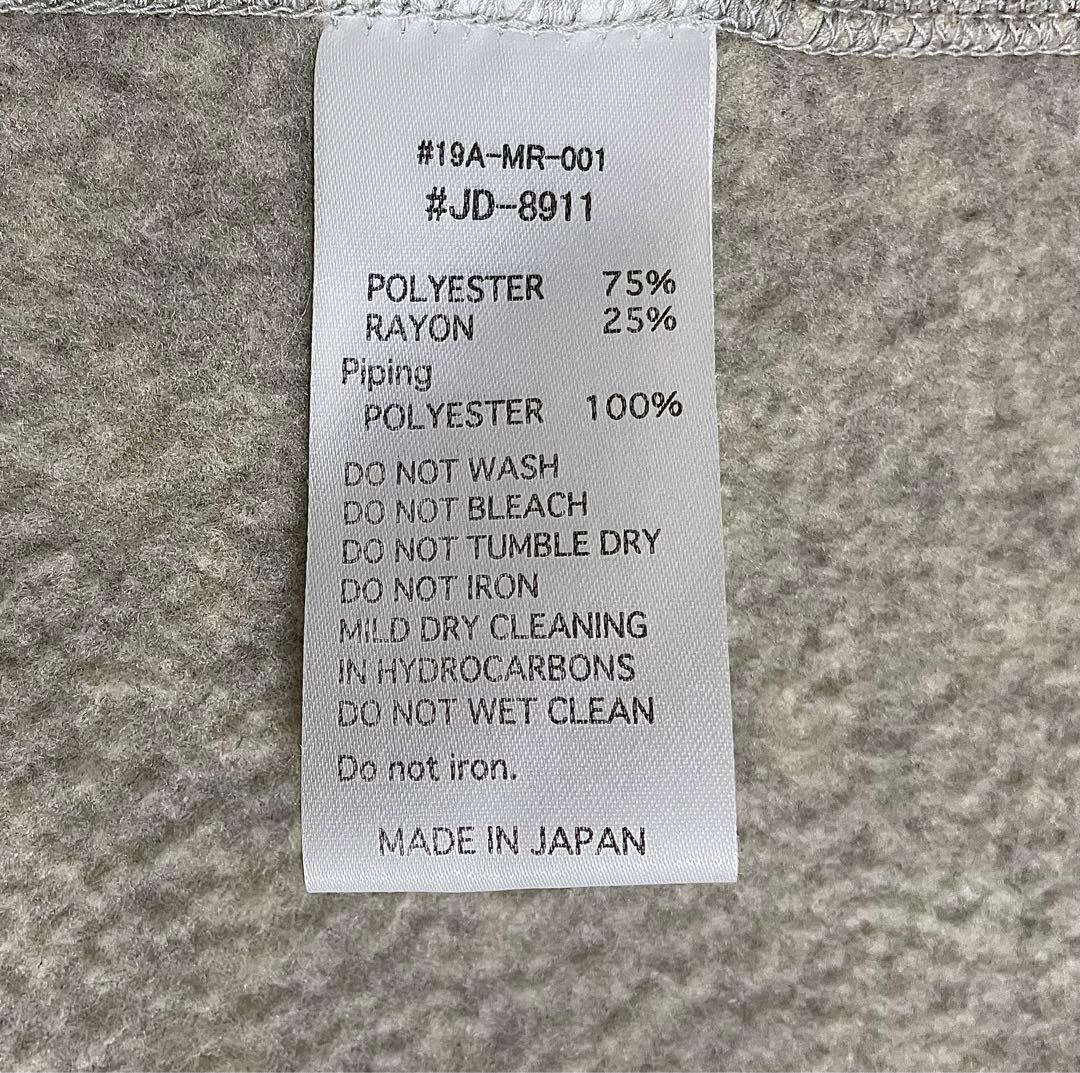 #19A-MR-001
#JD-8911
POLYESTER 75%
RAYON 25%
Piping
POLYESTER 100%
DO NOT WASH
DO NOT BLEACH
DO NOT TUMBLE DRY
DO NOT IRON
MILD DRY CLEANING
IN HYDROCARBONS
DO NOT WET CLEAN
Do not iron.
MADE IN JAPAN